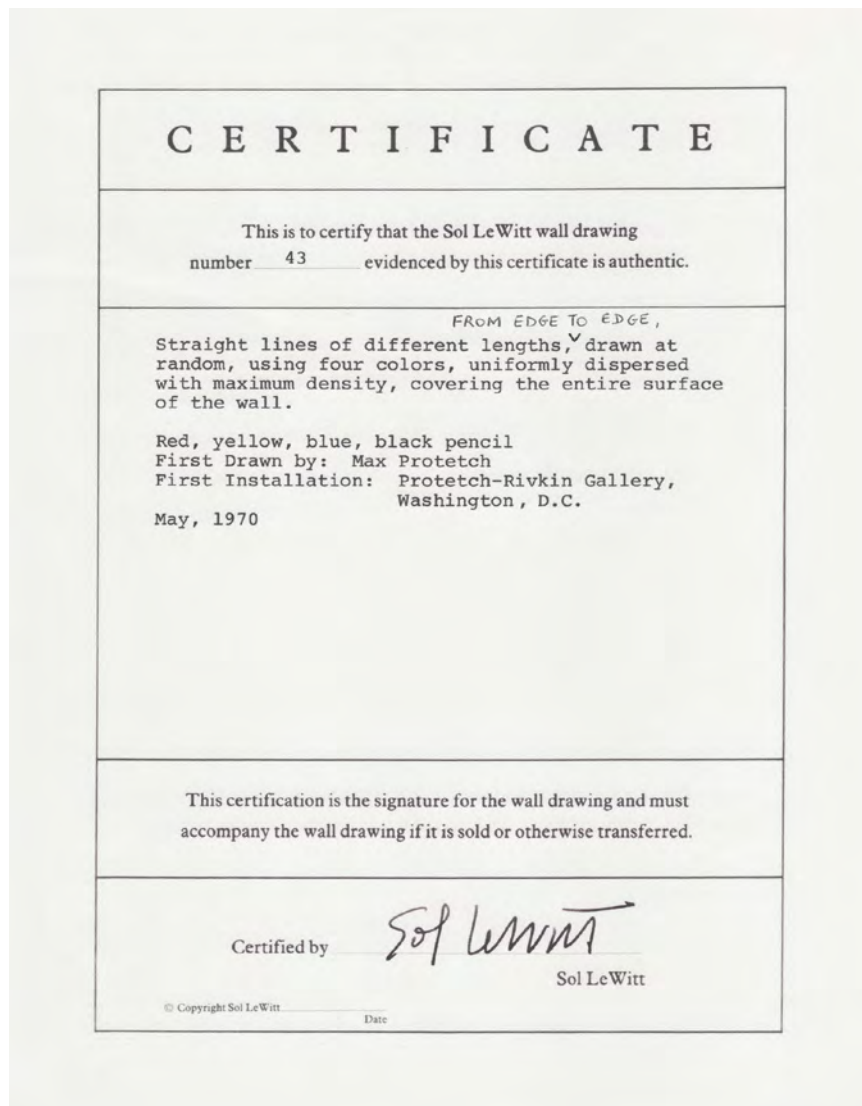 CERTIFICATE
This is to certify that the Sol LeWitt wall drawing
number 43 evidenced by this certificate is authentic.
FROM EDGE TO EDGE,
Straight lines of different lengths, drawn at
random, using four colors, uniformly dispersed
with maximum density, covering the entire surface
of the wall.
Red, yellow, blue, black pencil
First Drawn by: Max Protetch
First Installation: Protetch-Rivkin Gallery,
Washington, D.C.
May, 1970
This certification is the signature for the wall drawing and must
accompany the wall drawing if it is sold or otherwise transferred.
Certified by Sol LeWitt
Sol LeWitt
© Copyright Sol LeWitt
Date